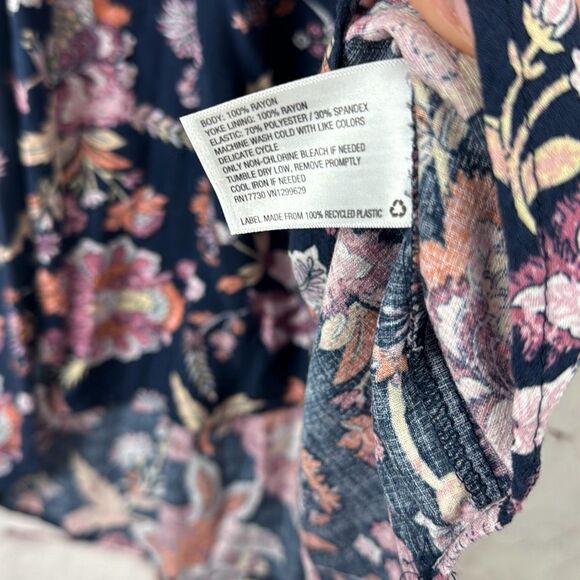 BODY: 100% RAYON
YOKE LINING: 100% RAYON
ELASTIC: 70% POLYESTER / 30% SPANDEX
MACHINE WASH COLD WITH LIKE COLORS
DELICATE CYCLE
ONLY NON-CHLORINE BLEACH IF NEEDED
TUMBLE DRY LOW, REMOVE PROMPTLY
COOL IRON IF NEEDED
RN17730 VN1299629
LABEL MADE FROM 100% RECYCLED PLASTIC